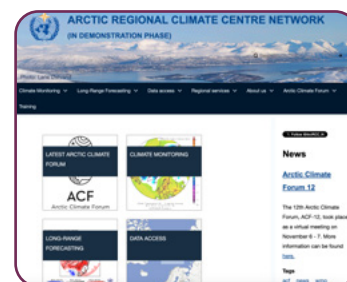 ARCTIC REGIONAL CLIMATE CENTRE NETWORK
(IN DEMONSTRATION PHASE)
Climate Monitoring
Long-Range Forecasting
Data access
Regional services
About us
Arctic Climate Forum
Training
LATEST ARCTIC CLIMATE
FORUM
ACF
Arctic Climate Forum
CLIMATE MONITORING
LONG-RANGE
FORECASTING
DATA ACCESS
News
Arctic Climate
Forum 12
The 12th Arctic Climate
Forum, ACF-12, took place
as a virtual meeting on
November 6 - 7. More
information can be found
here.
Tags